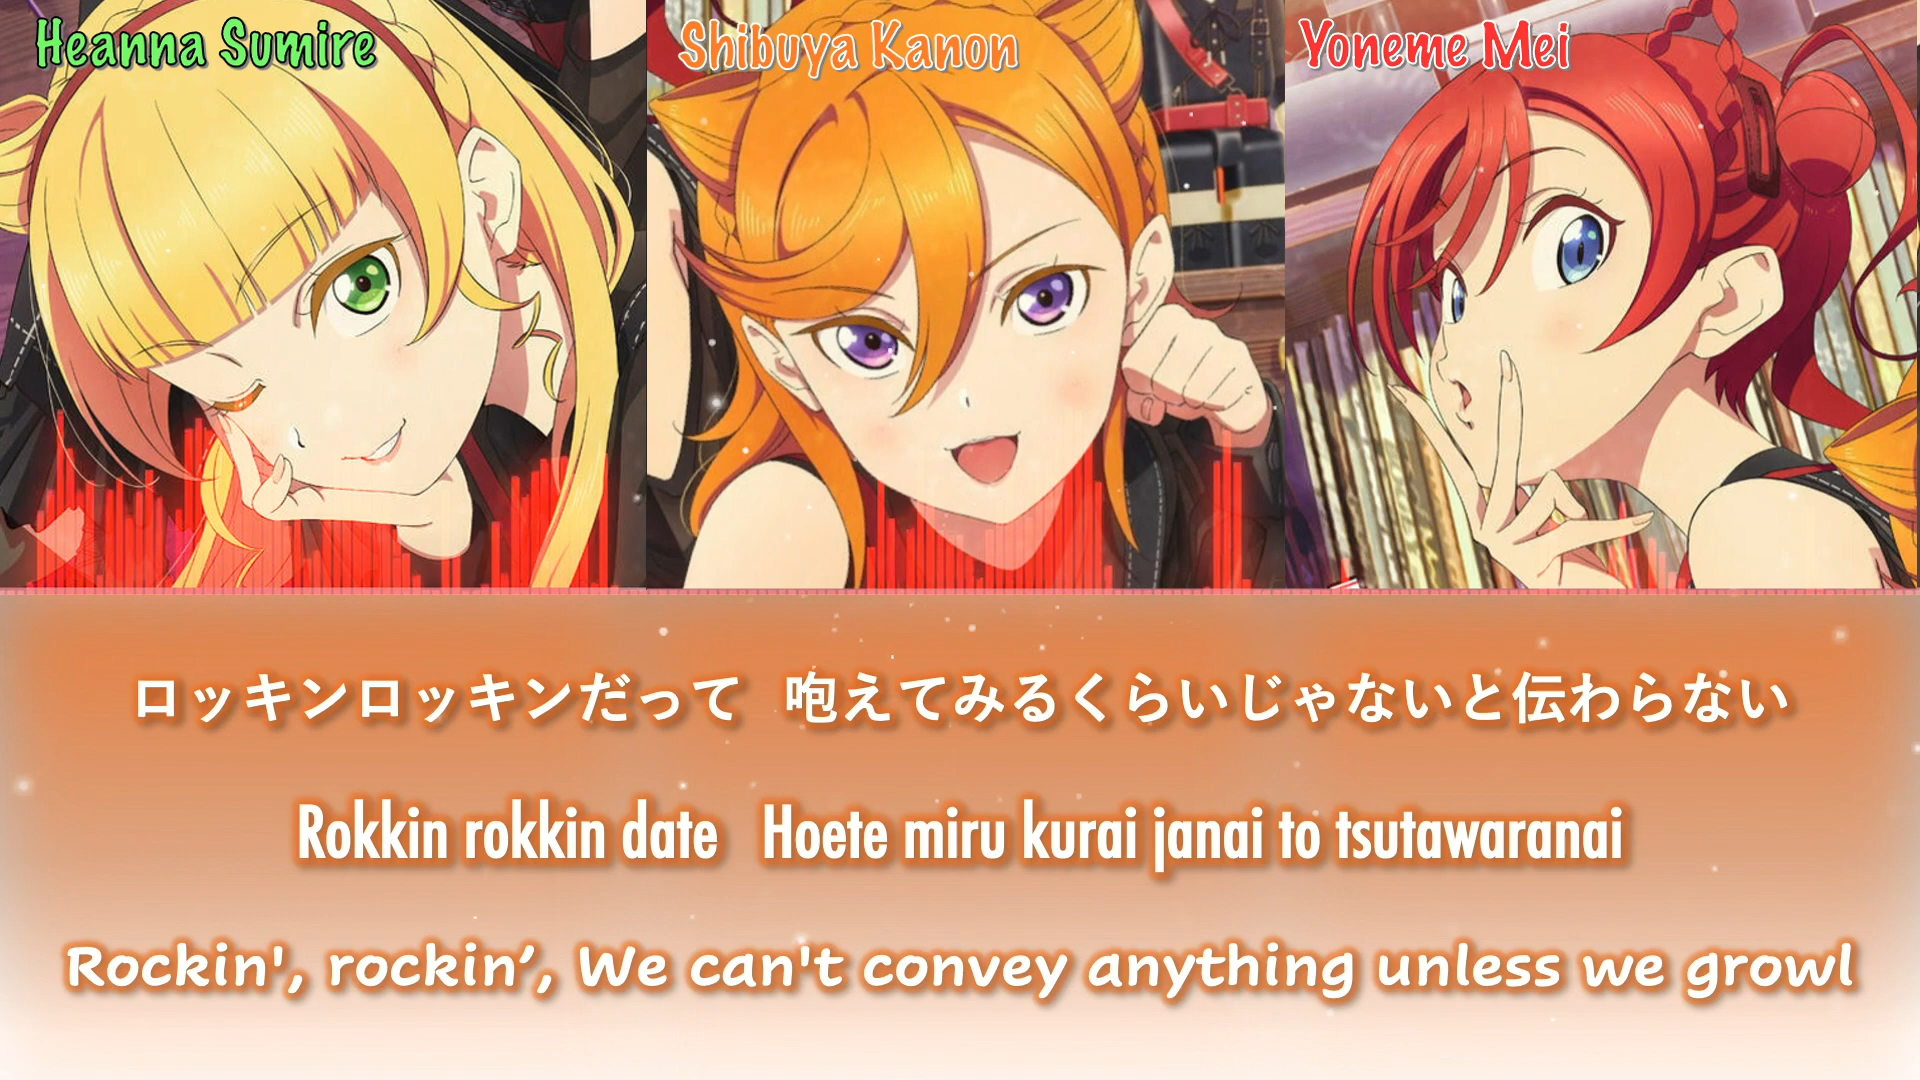 Heanna Sumire
Shibuya Kanon
Yoneme Mei
ロッキンロッキンだって 咆えてみるくらいじゃないと伝わらない
Rokkin rokkin date Hoete miru kurai janai to tsutawaranai
Rockin', rockin’, We can't convey anything unless we growl